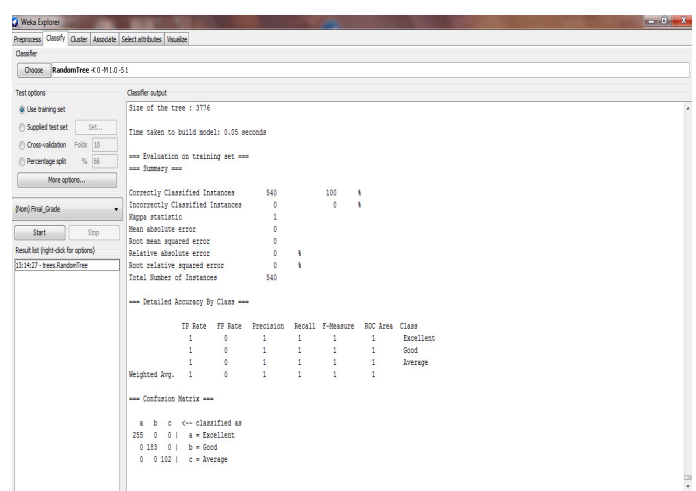 Weka Explorer
Preprocess Classify Cluster Associate Select attributes Visualize
Classifier
Choose RandomTree -K 0 -M 1.0 -S 1
Test options
Use training set
Supplied test set Set...
Cross-validation Folds 10
Percentage split % 66
More options...
(Nom) Final_Grade
Start Stop
Result list (right-click for options)
13:14:27 - trees.RandomTree
Classifier output
Size of the tree : 3776
Time taken to build model: 0.05 seconds
=== Evaluation on training set ===
=== Summary ===
Correctly Classified Instances 540 100 %
Incorrectly Classified Instances 0 0 %
Kappa statistic 1
Mean absolute error 0
Root mean squared error 0
Relative absolute error 0 %
Root relative squared error 0 %
Total Number of Instances 540
=== Detailed Accuracy By Class ===
TP Rate FP Rate Precision Recall F-Measure ROC Area Class
1 0 1 1 1 1 Excellent
1 0 1 1 1 1 Good
1 0 1 1 1 1 Average
Weighted Avg. 1 0 1 1 1 1
=== Confusion Matrix ===
a b c <-- classified as
255 0 0 | a = Excellent
0 183 0 | b = Good
0 0 102 | c = Average